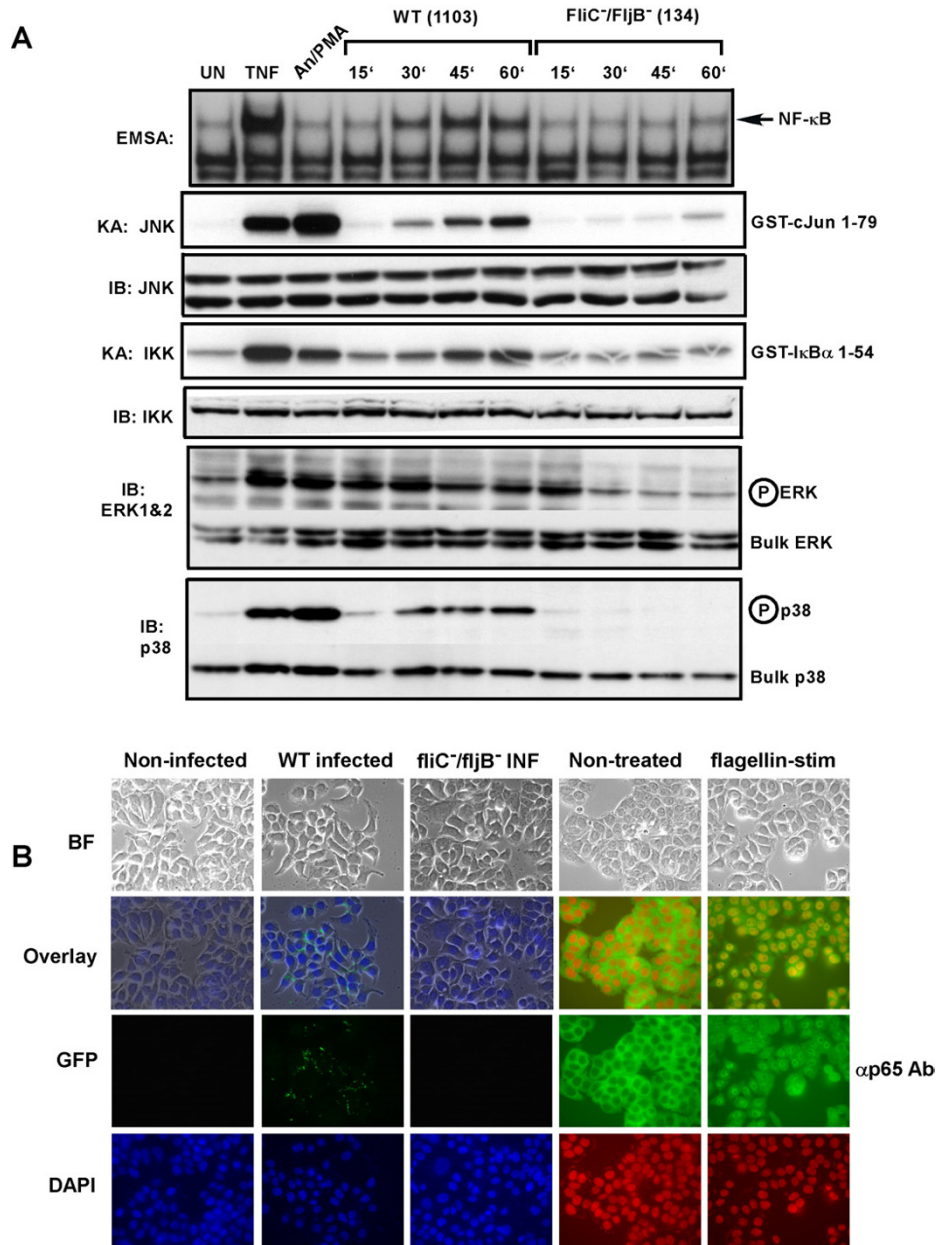 A
WT (1103)
FliC⁻/FljB⁻ (134)
UN TNF An/PMA 15‘ 30‘ 45‘ 60‘ 15‘ 30‘ 45‘ 60‘
EMSA:
NF-κB
KA: JNK
GST-cJun 1-79
IB: JNK
KA: IKK
GST-IκBα 1-54
IB: IKK
IB:
ERK1&2
P ERK
Bulk ERK
IB:
p38
P p38
Bulk p38
B
Non-infected WT infected fliC⁻/fljB⁻ INF Non-treated flagellin-stim
BF
Overlay
GFP
αp65 Ab
DAPI